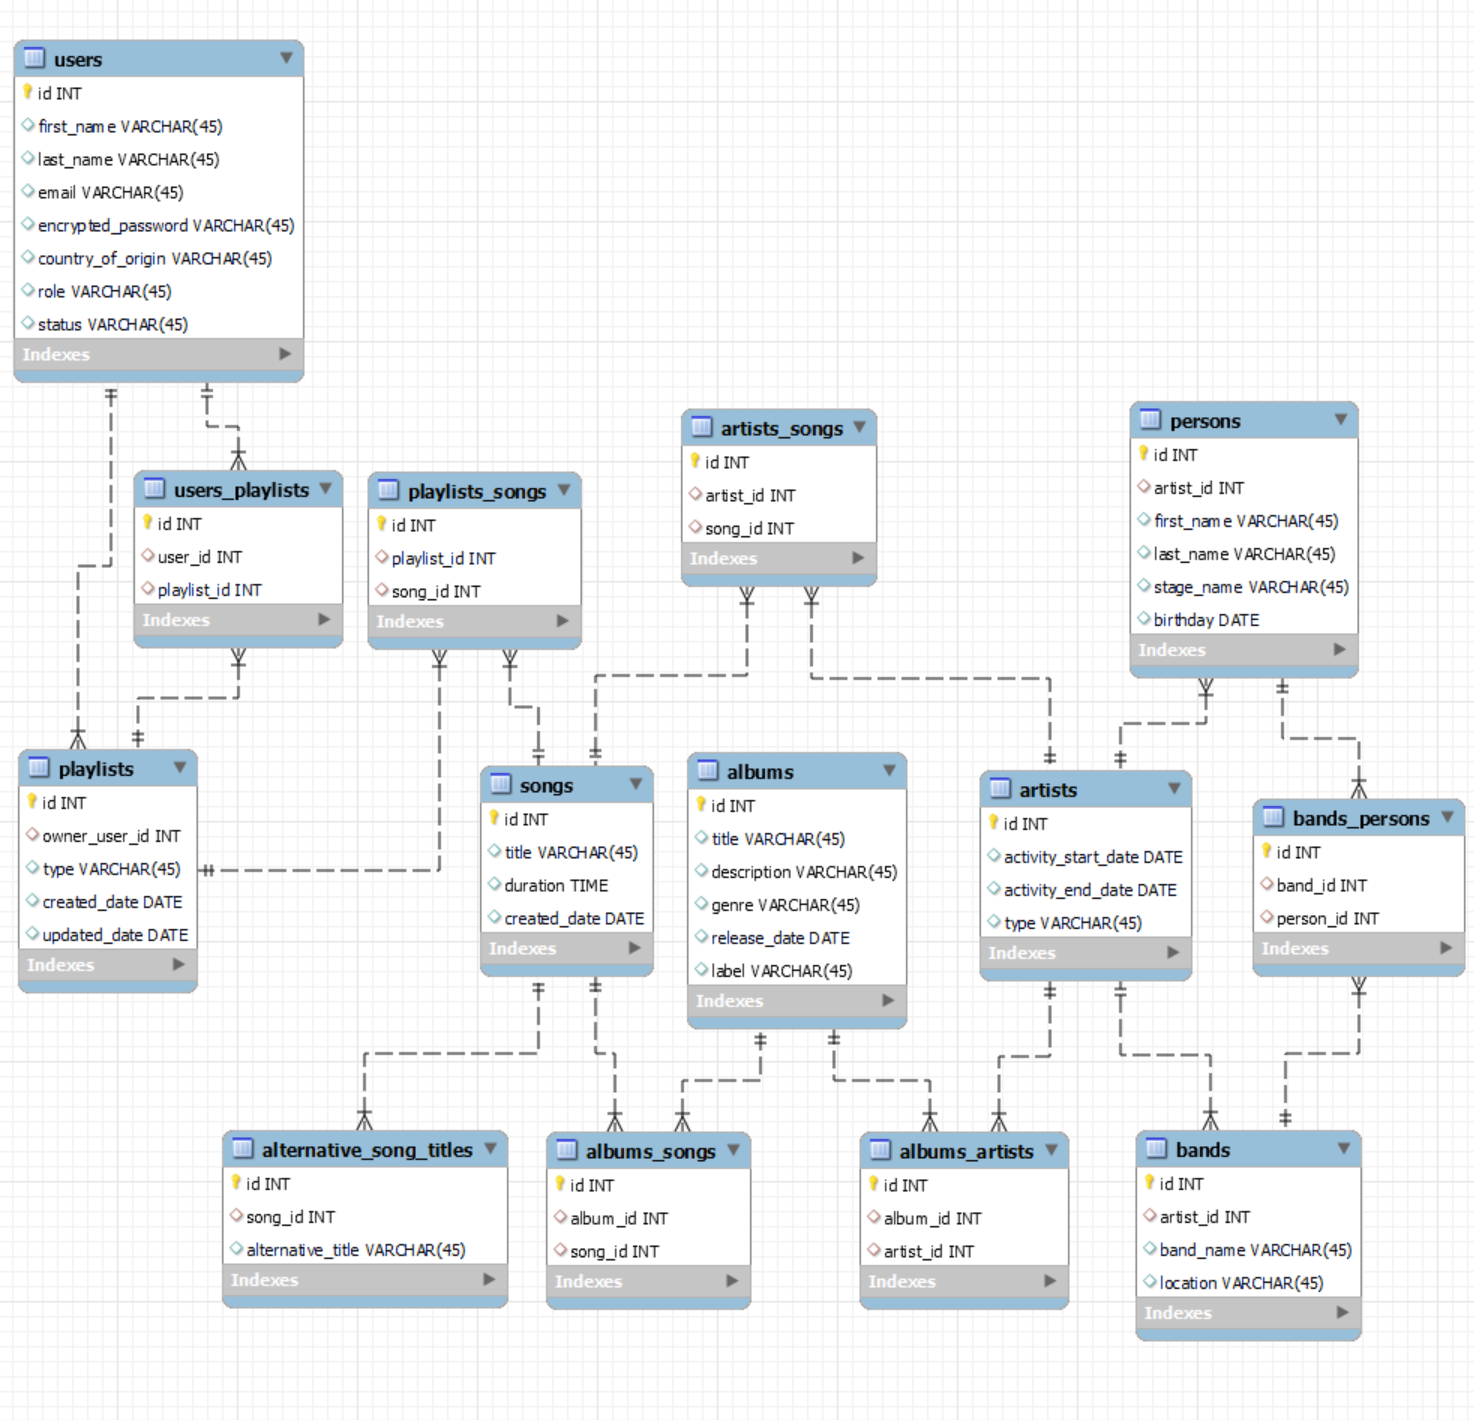 users
id INT
first_name VARCHAR(45)
last_name VARCHAR(45)
email VARCHAR(45)
encrypted_password VARCHAR(45)
country_of_origin VARCHAR(45)
role VARCHAR(45)
status VARCHAR(45)
Indexes
users_playlists
id INT
user_id INT
playlist_id INT
Indexes
playlists_songs
id INT
playlist_id INT
song_id INT
Indexes
artists_songs
id INT
artist_id INT
song_id INT
Indexes
persons
id INT
artist_id INT
first_name VARCHAR(45)
last_name VARCHAR(45)
stage_name VARCHAR(45)
birthday DATE
Indexes
playlists
id INT
owner_user_id INT
type VARCHAR(45)
created_date DATE
updated_date DATE
Indexes
songs
id INT
title VARCHAR(45)
duration TIME
created_date DATE
Indexes
albums
id INT
title VARCHAR(45)
description VARCHAR(45)
genre VARCHAR(45)
release_date DATE
label VARCHAR(45)
Indexes
artists
id INT
activity_start_date DATE
activity_end_date DATE
type VARCHAR(45)
Indexes
bands_persons
id INT
band_id INT
person_id INT
Indexes
alternative_song_titles
id INT
song_id INT
alternative_title VARCHAR(45)
Indexes
albums_songs
id INT
album_id INT
song_id INT
Indexes
albums_artists
id INT
album_id INT
artist_id INT
Indexes
bands
id INT
artist_id INT
band_name VARCHAR(45)
location VARCHAR(45)
Indexes